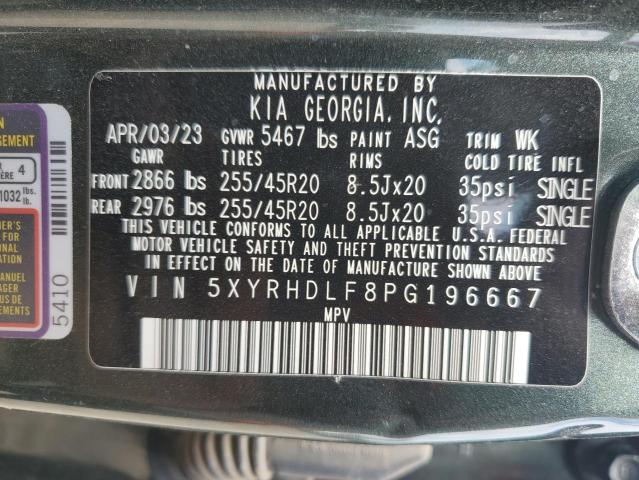 MANUFACTURED BY
KIA GEORGIA, INC.
APR/03/23 GVWR 5467 lbs PAINT ASG TRIM WK
GAWR TIRES RIMS COLD TIRE INFL
FRONT 2866 lbs 255/45R20 8.5Jx20 35psi SINGLE
REAR 2976 lbs 255/45R20 8.5Jx20 35psi SINGLE
THIS VEHICLE CONFORMS TO ALL APPLICABLE U.S.A. FEDERAL
MOTOR VEHICLE SAFETY AND THEFT PREVENTION STANDARDS
IN EFFECT ON THE DATE OF MANUFACTURE SHOWN ABOVE
VIN 5XYRHDLF8PG196667
MPV
4
1032 lbs.
5410